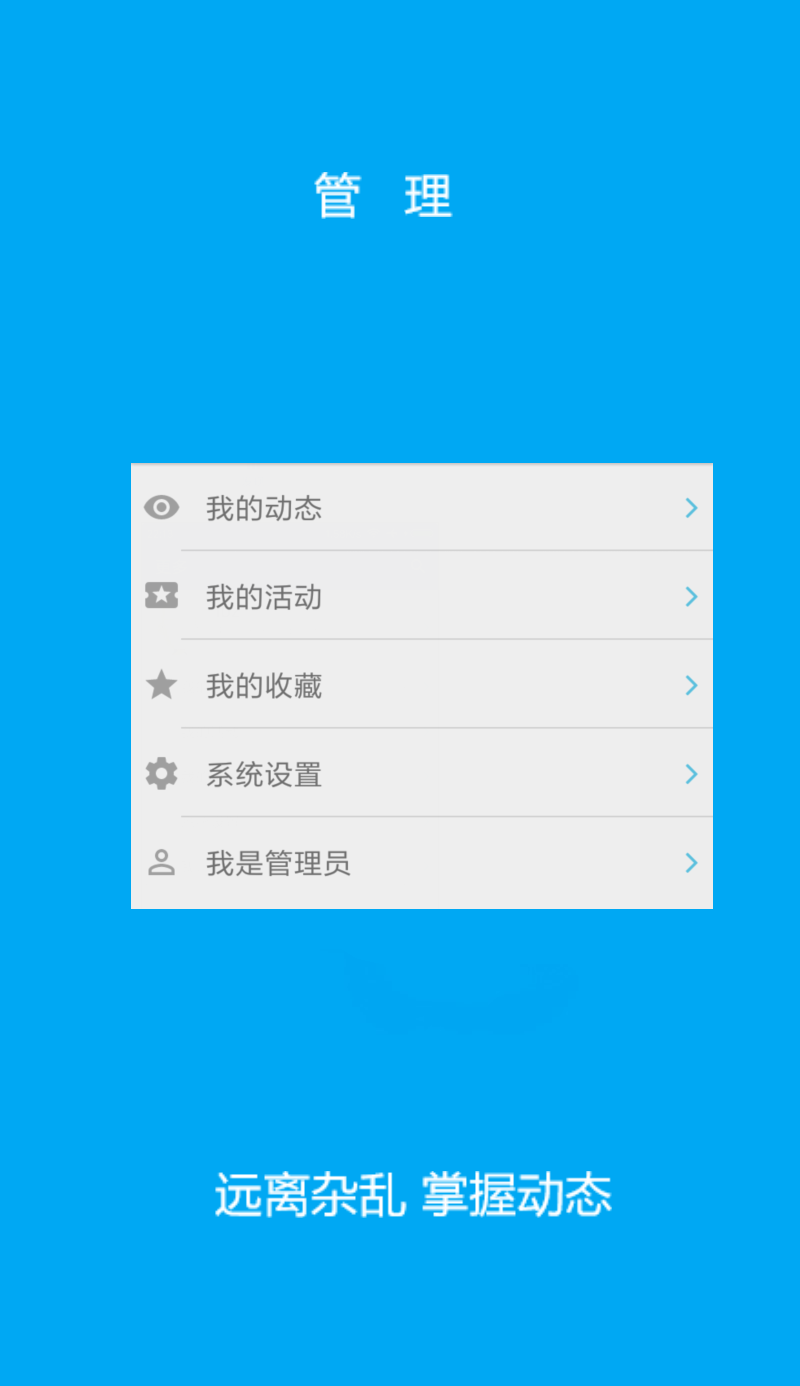 管 理
我的动态
我的活动
我的收藏
系统设置
我是管理员
远离杂乱 掌握动态